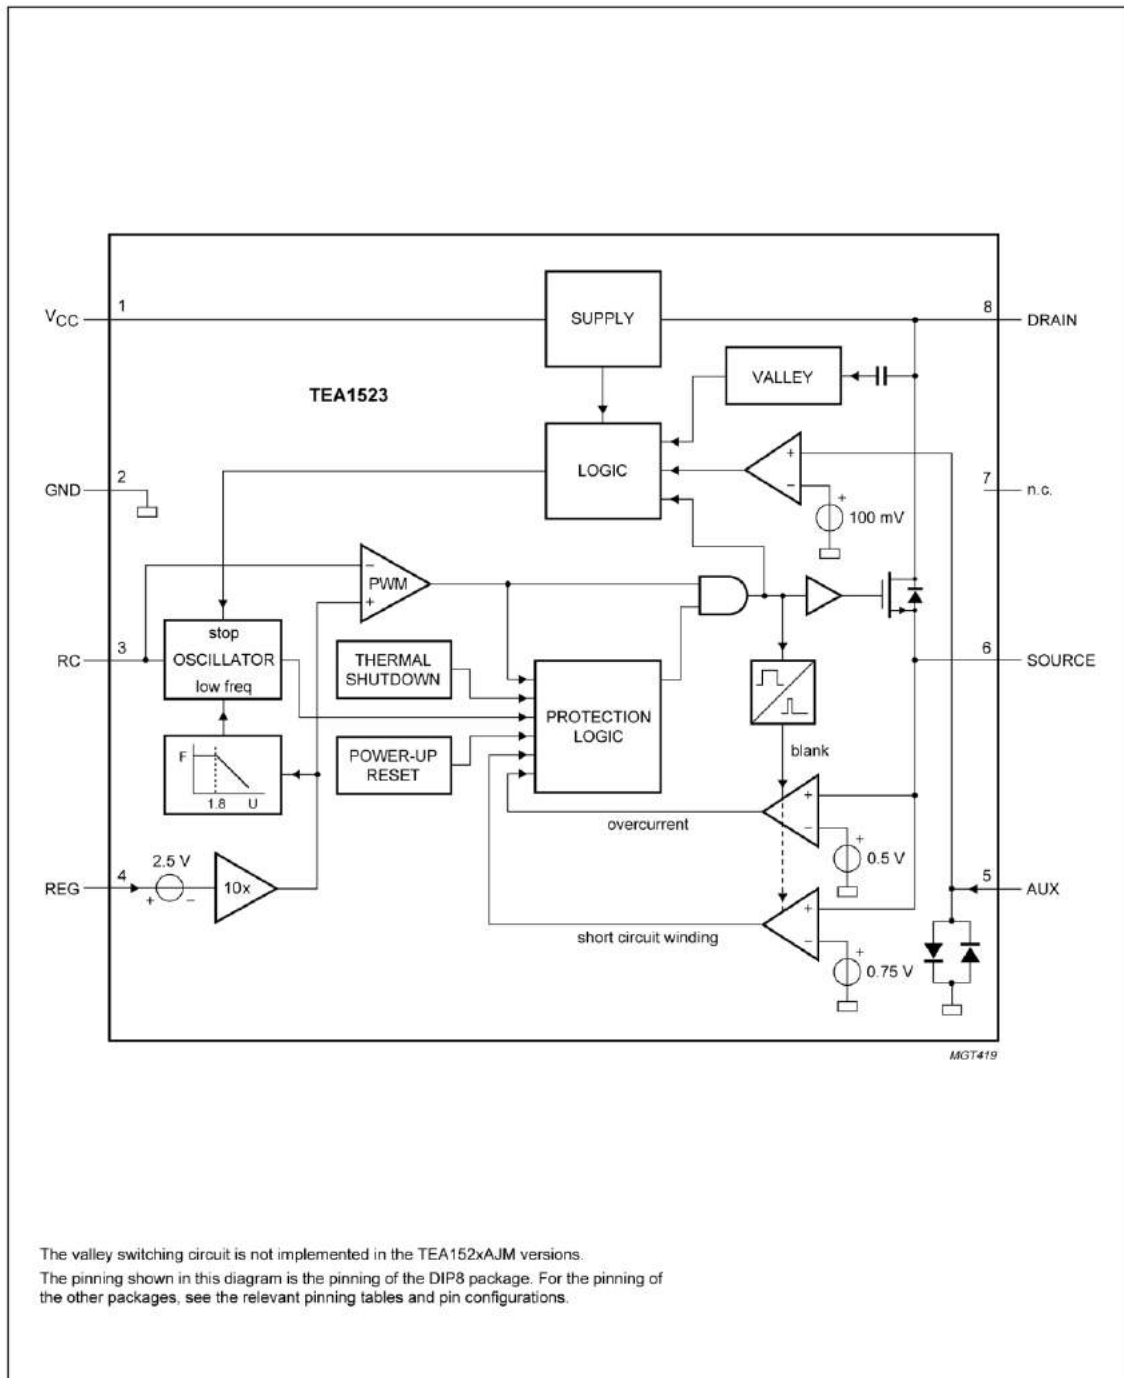 VCC
1
SUPPLY
8
DRAIN
VALLEY
TEA1523
LOGIC
+
−
+
100 mV
GND
2
7
n.c.
−
PWM
+
stop
RC
3
OSCILLATOR
low freq
THERMAL
SHUTDOWN
6
SOURCE
PROTECTION
LOGIC
POWER-UP
RESET
blank
F
1.8
U
+
−
overcurrent
+
0.5 V
2.5 V
REG
4
+
−
10x
5
AUX
+
−
short circuit winding
+
0.75 V
MGT419
The valley switching circuit is not implemented in the TEA152xAJM versions.
The pinning shown in this diagram is the pinning of the DIP8 package. For the pinning of
the other packages, see the relevant pinning tables and pin configurations.